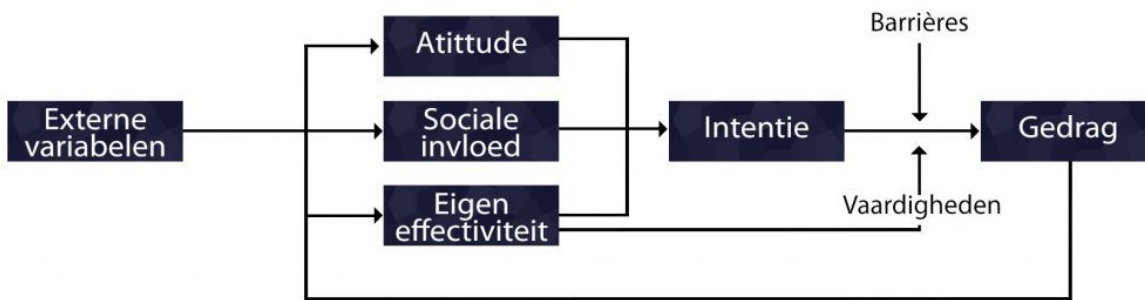 Externe
variabelen
Atittude
Sociale
invloed
Eigen
effectiviteit
Intentie
Barrières
Vaardigheden
Gedrag